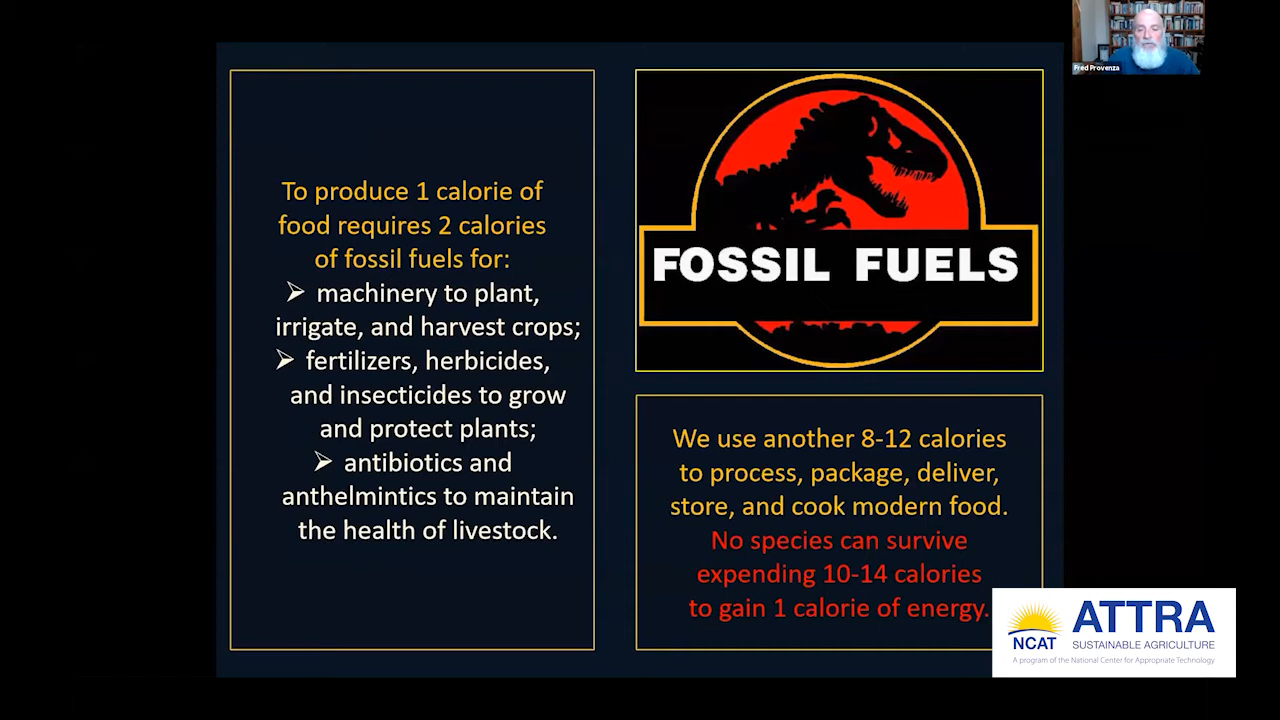 Fred Provenza
To produce 1 calorie of
food requires 2 calories
of fossil fuels for:
➢ machinery to plant,
irrigate, and harvest crops;
➢ fertilizers, herbicides,
and insecticides to grow
and protect plants;
➢ antibiotics and
anthelmintics to maintain
the health of livestock.
FOSSIL FUELS
We use another 8-12 calories
to process, package, deliver,
store, and cook modern food.
No species can survive
expending 10-14 calories
to gain 1 calorie of energy.
NCAT
ATTRA
SUSTAINABLE AGRICULTURE
A program of the National Center for Appropriate Technology